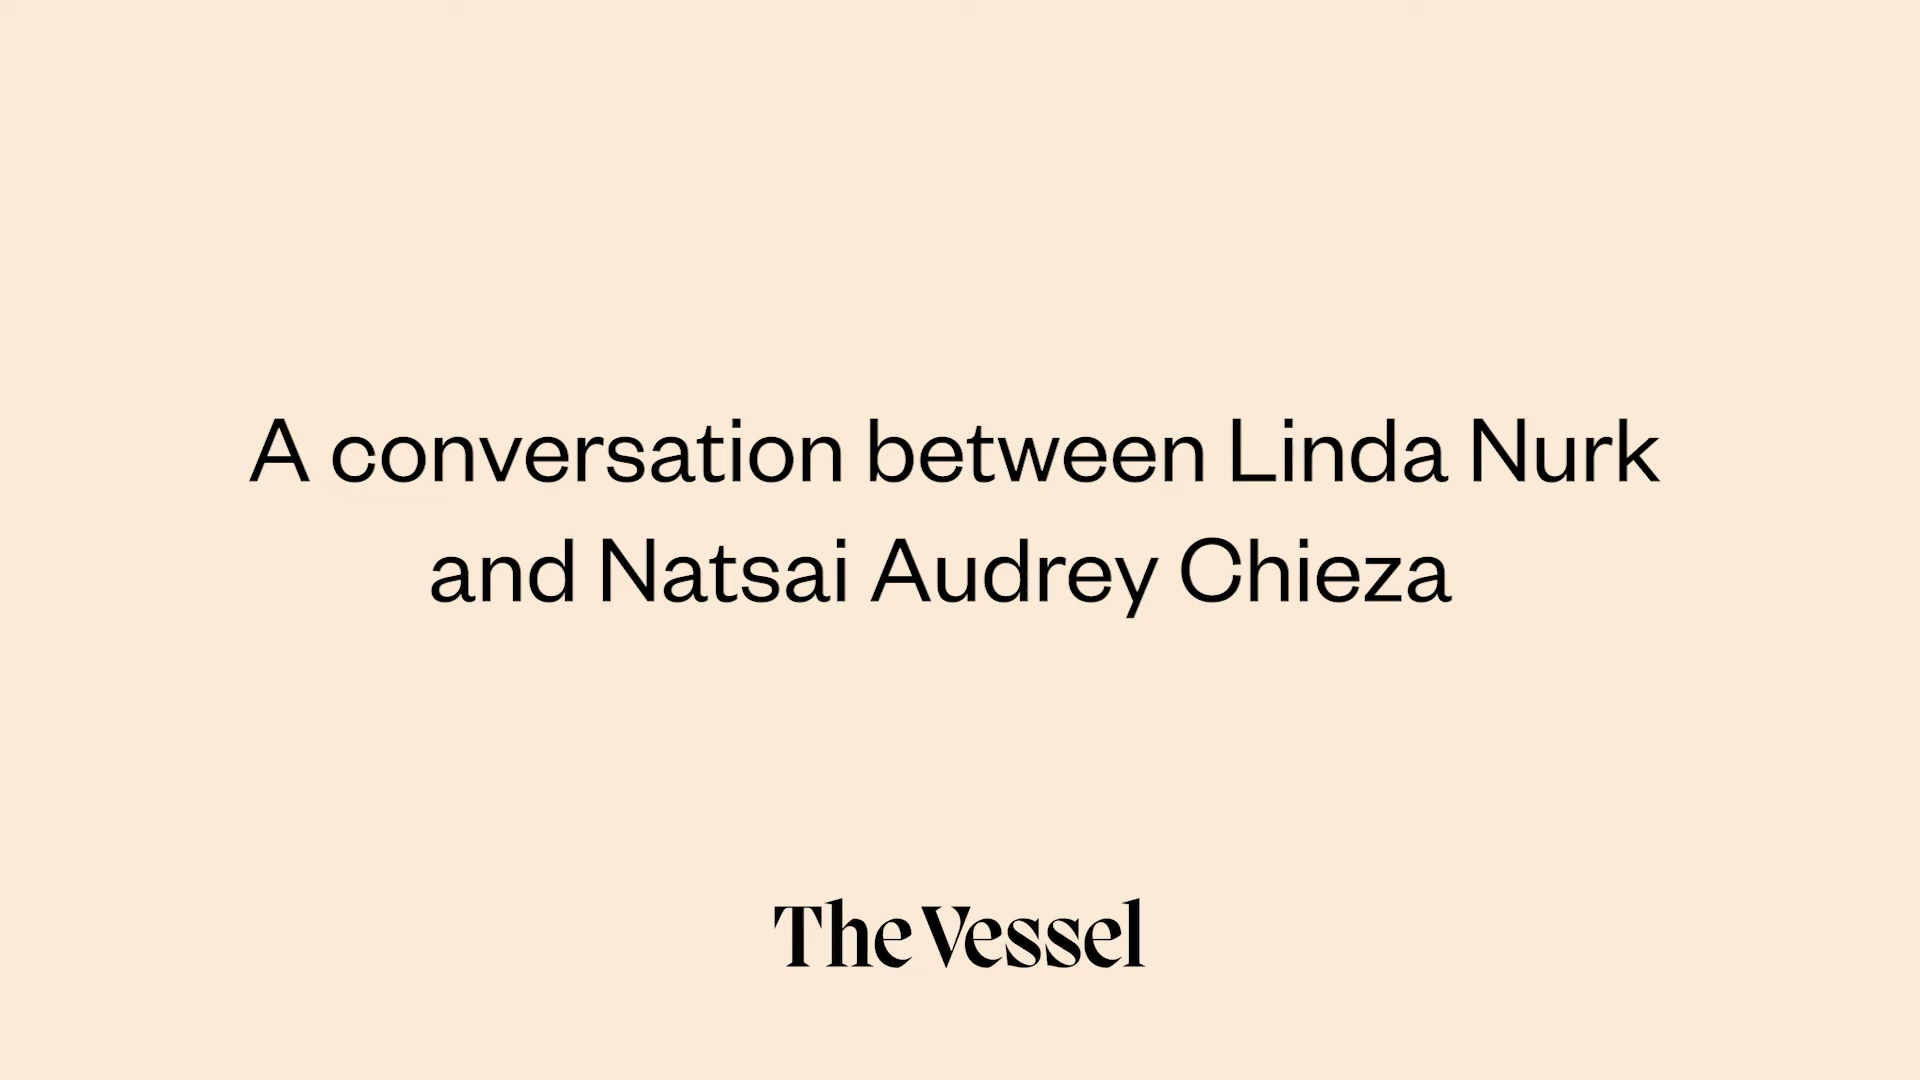 A conversation between Linda Nurk
and Natsai Audrey Chieza
The Vessel